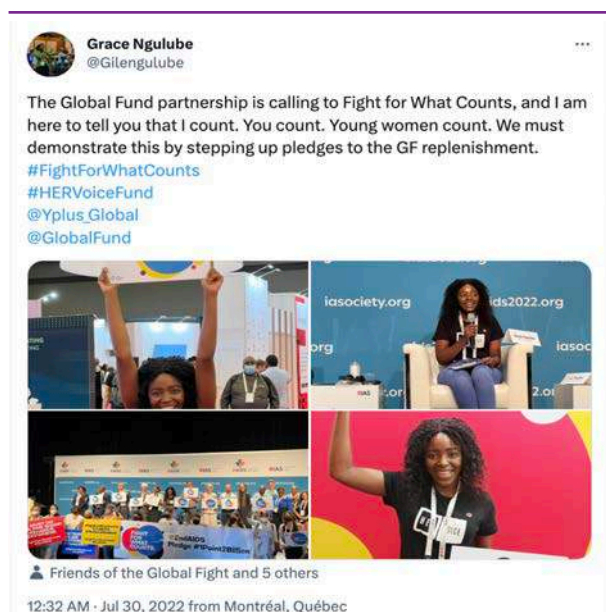 Grace Ngulube
@Gilengulube
The Global Fund partnership is calling to Fight for What Counts, and I am
here to tell you that I count. You count. Young women count. We must
demonstrate this by stepping up pledges to the GF replenishment.
#FightForWhatCounts
#HERVoiceFund
@Yplus_Global
@GlobalFund
iasociety.org
ids2022.org
org
iasoc
IAS
FIGHT
FOR
WHAT
COUNTS
#EndAIDS
Pledge #1Point2Billion
Friends of the Global Fight and 5 others
12:32 AM · Jul 30, 2022 from Montréal, Québec